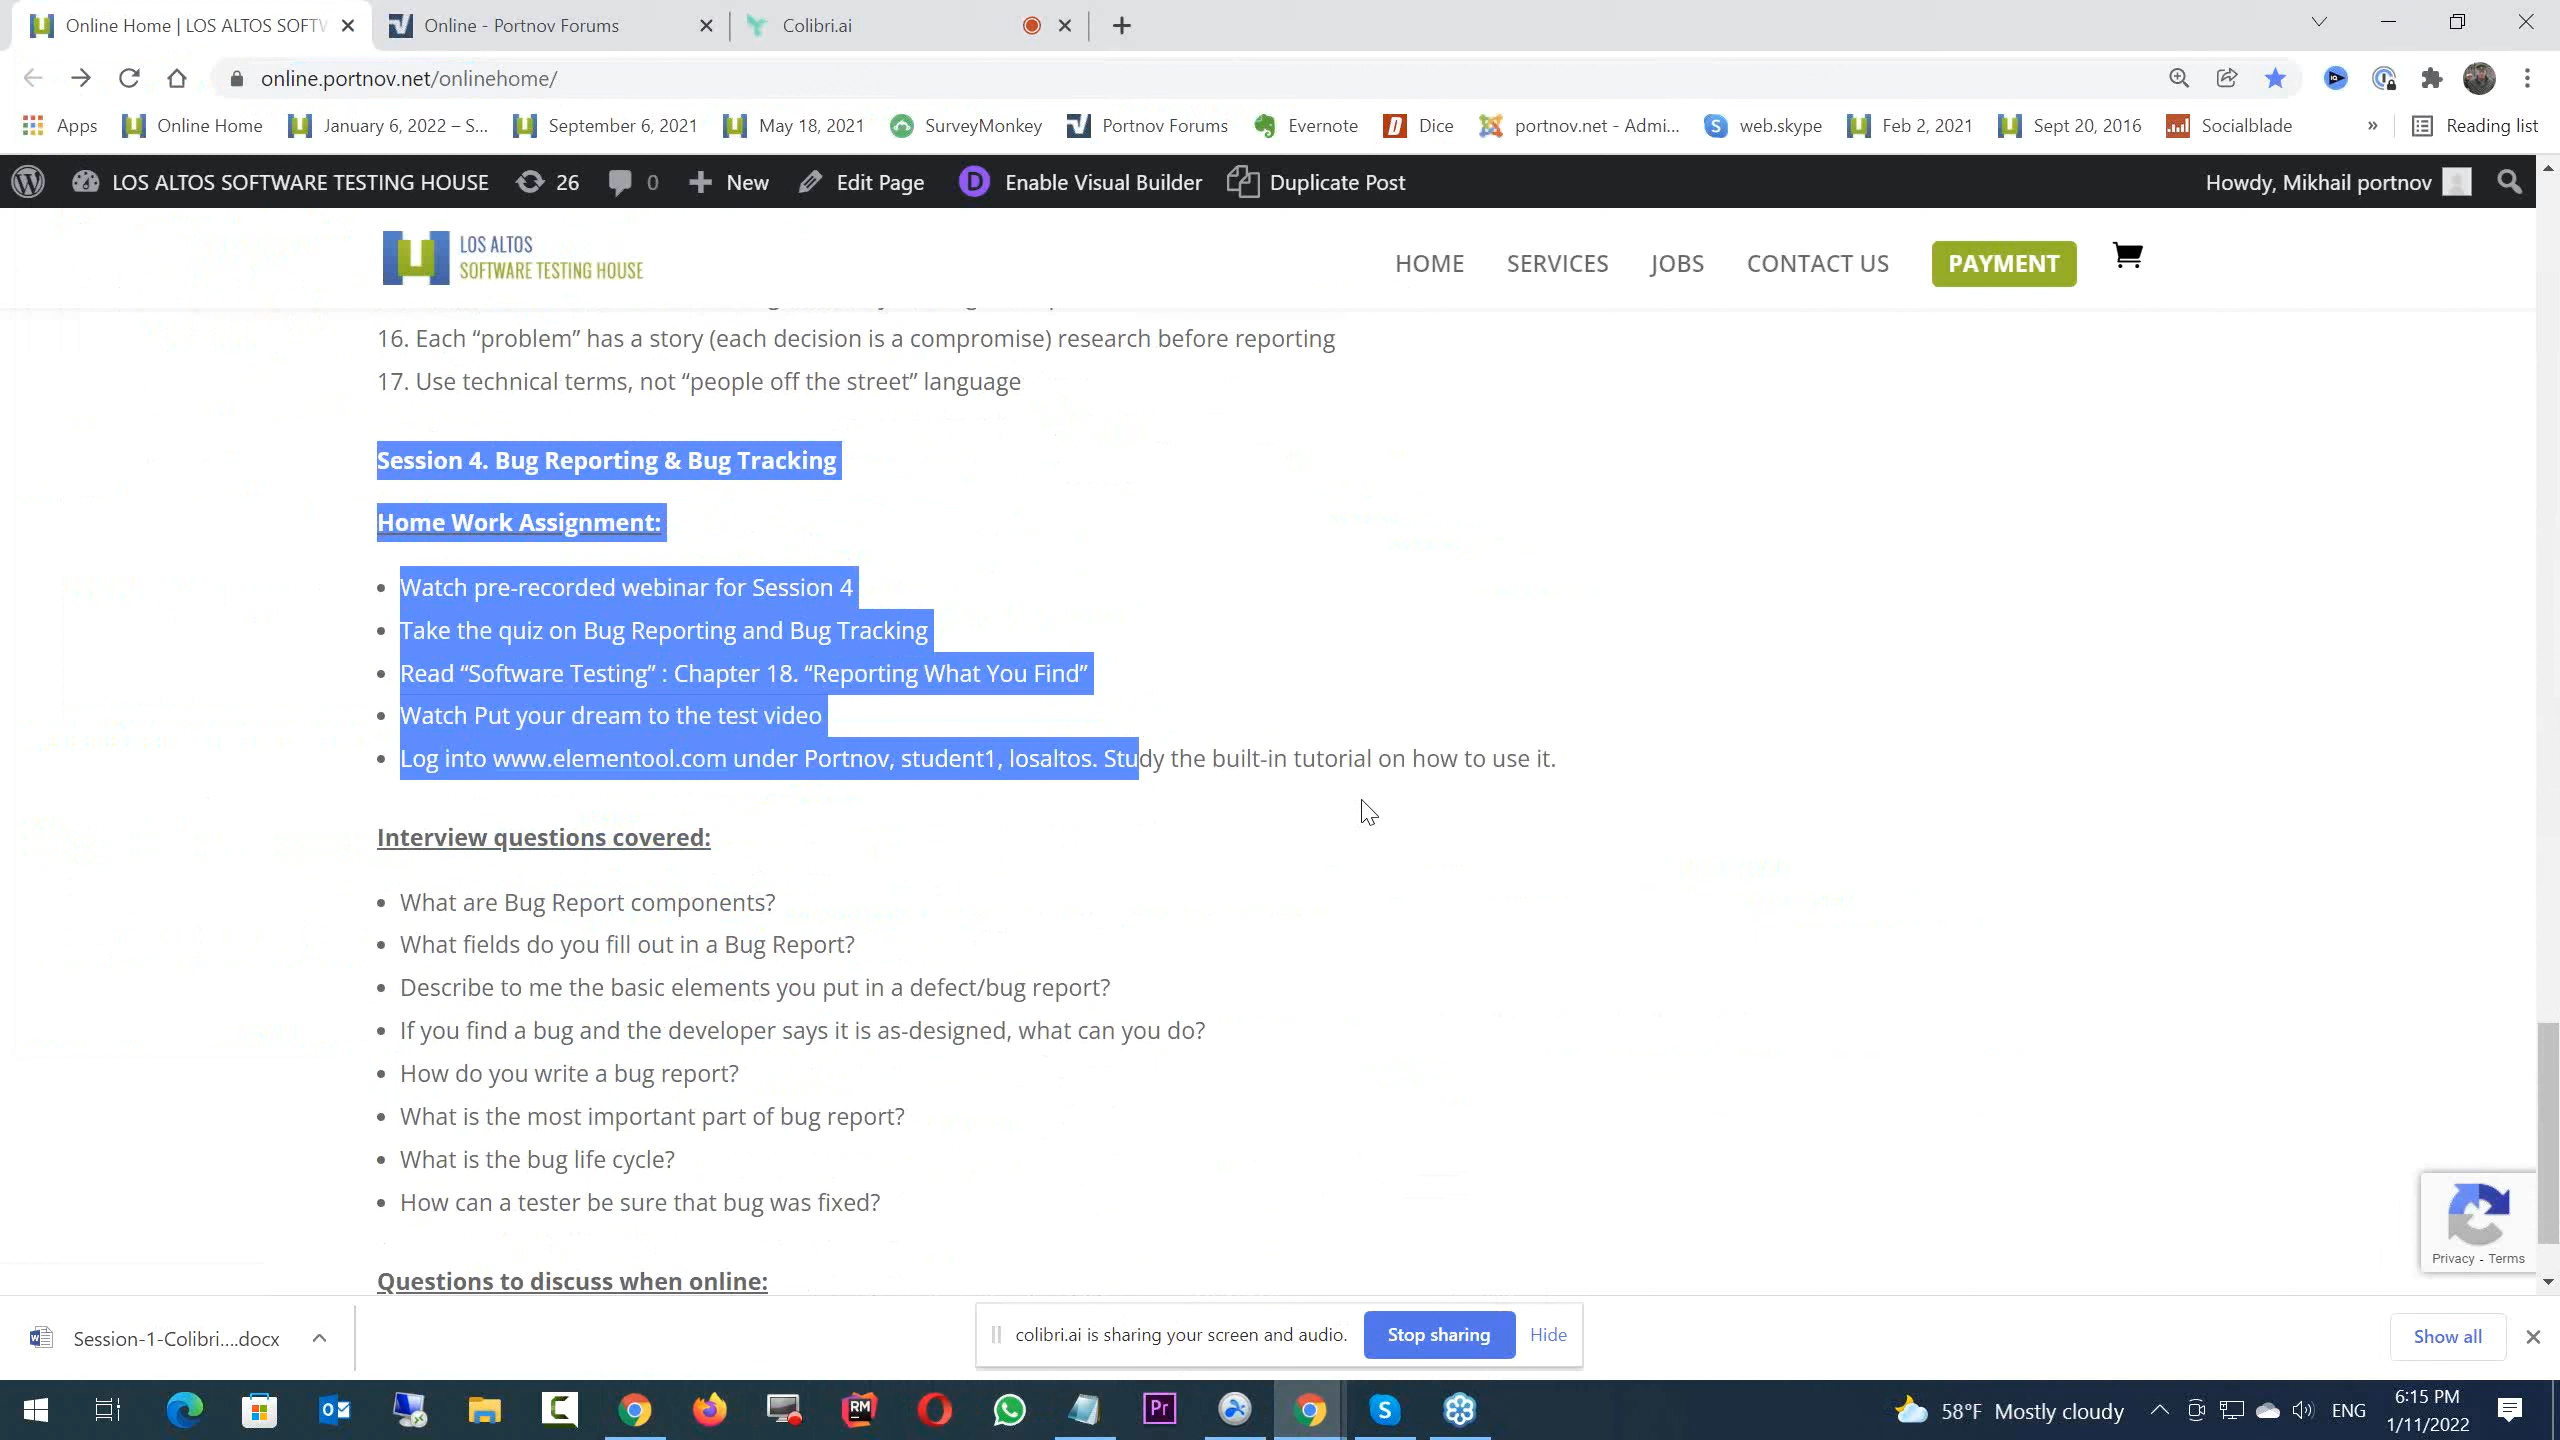 Online Home | LOS ALTOS SOFTW
Online - Portnov Forums
Colibri.ai
online.portnov.net/onlinehome/
Apps
Online Home
January 6, 2022 – S...
September 6, 2021
May 18, 2021
SurveyMonkey
Portnov Forums
Evernote
Dice
portnov.net - Admi...
web.skype
Feb 2, 2021
Sept 20, 2016
Socialblade
»
Reading list
LOS ALTOS SOFTWARE TESTING HOUSE
26
0
New
Edit Page
Enable Visual Builder
Duplicate Post
Howdy, Mikhail portnov
LOS ALTOS
SOFTWARE TESTING HOUSE
HOME
SERVICES
JOBS
CONTACT US
PAYMENT
16. Each “problem” has a story (each decision is a compromise) research before reporting
17. Use technical terms, not “people off the street” language
Session 4. Bug Reporting & Bug Tracking
Home Work Assignment:
• Watch pre-recorded webinar for Session 4
• Take the quiz on Bug Reporting and Bug Tracking
• Read “Software Testing” : Chapter 18. “Reporting What You Find”
• Watch Put your dream to the test video
• Log into www.elementool.com under Portnov, student1, losaltos. Study the built-in tutorial on how to use it.
Interview questions covered:
• What are Bug Report components?
• What fields do you fill out in a Bug Report?
• Describe to me the basic elements you put in a defect/bug report?
• If you find a bug and the developer says it is as-designed, what can you do?
• How do you write a bug report?
• What is the most important part of bug report?
• What is the bug life cycle?
• How can a tester be sure that bug was fixed?
Privacy - Terms
Questions to discuss when online:
Session-1-Colibri....docx
colibri.ai is sharing your screen and audio.
Stop sharing
Hide
Show all
58°F Mostly cloudy
ENG
6:15 PM
1/11/2022